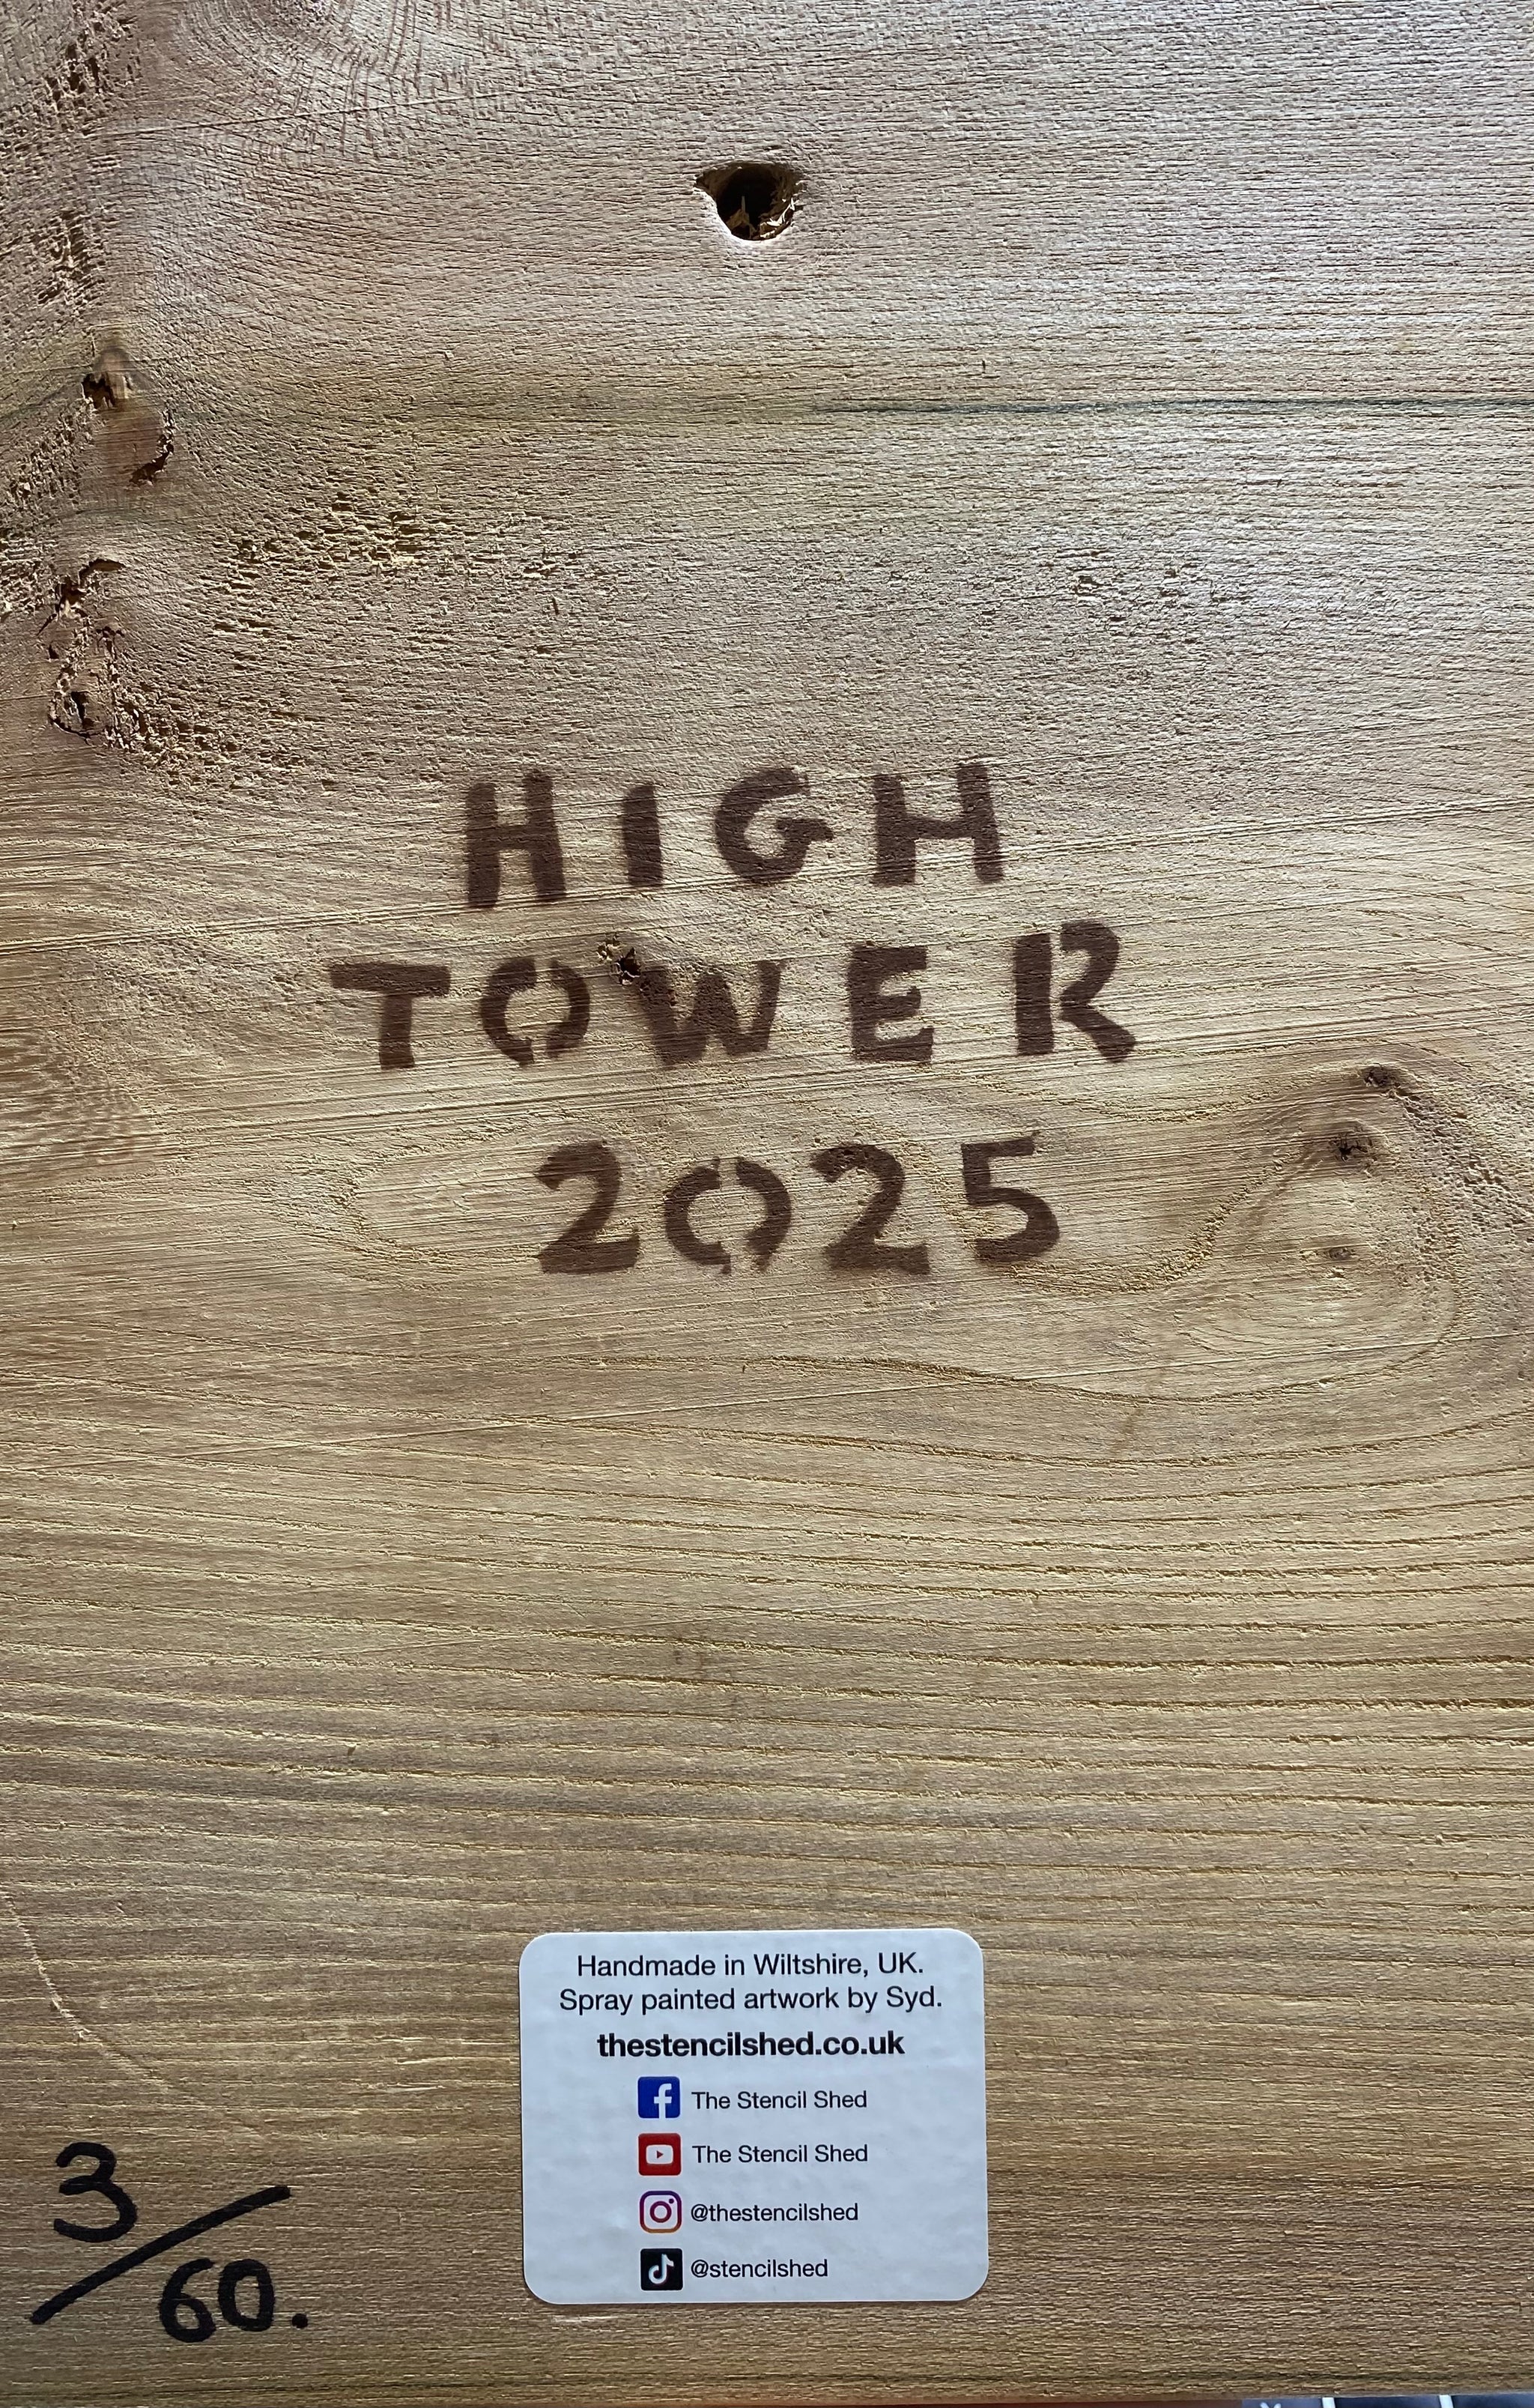 HIGH
TOWER
2025
Handmade in Wiltshire, UK.
Spray painted artwork by Syd.
thestencilshed.co.uk
The Stencil Shed
The Stencil Shed
@thestencilshed
@stencilshed
3/60.